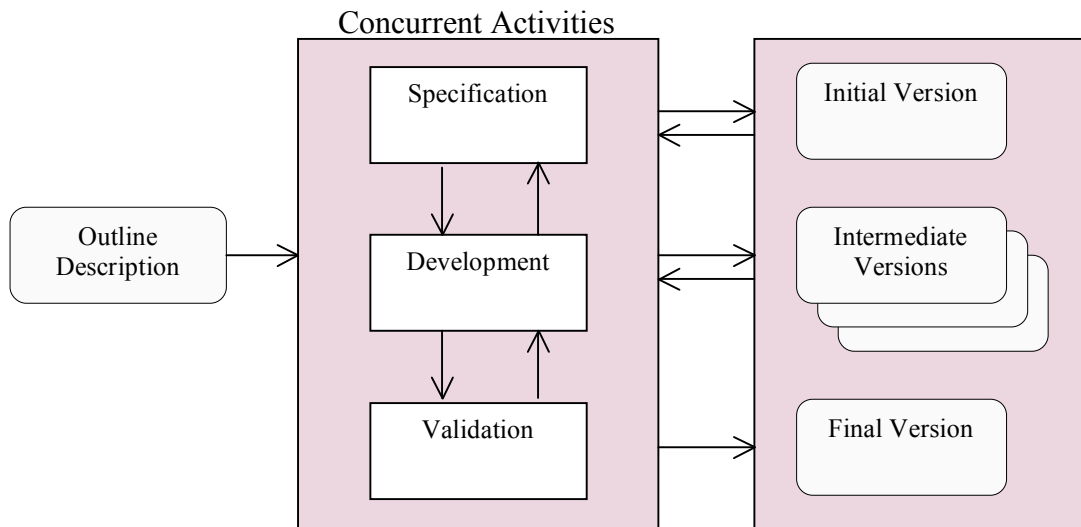 Concurrent Activities
Specification
Initial Version
Outline
Description
Development
Intermediate
Versions
Validation
Final Version